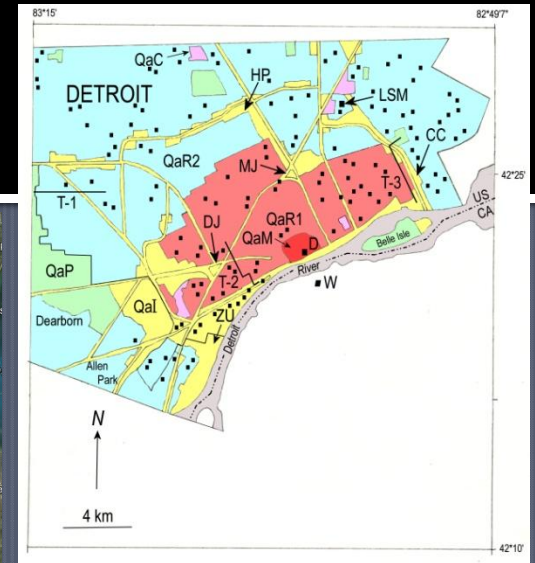 83°15'
82°49'7"
QaC
HP
DETROIT
LSM
CC
QaR2
MJ
42°25'
T-3
T-1
US
CA
DJ
QaR1
QaM
D
Belle Isle
QaP
T-2
River
W
QaI
ZU
Dearborn
Detroit
Allen
Park
N
4 km
42°10'